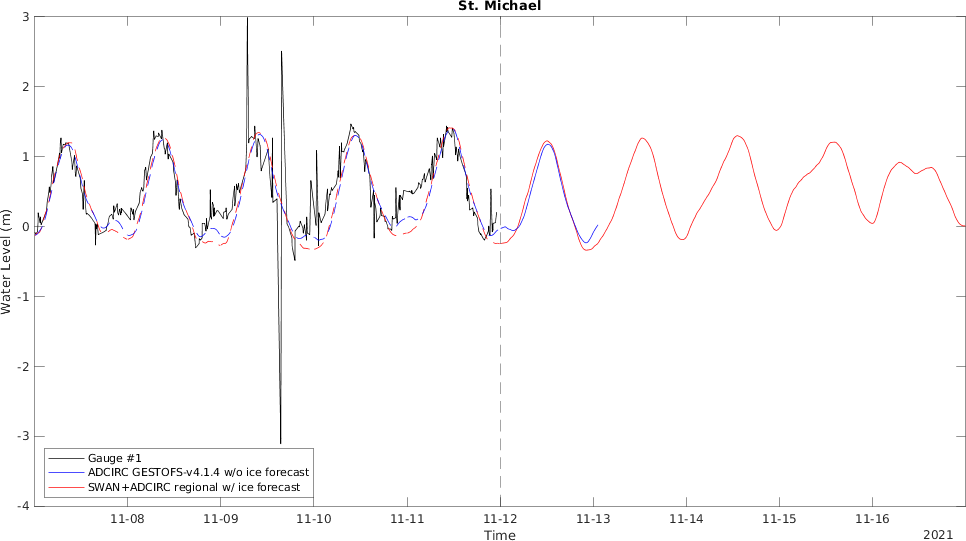 St. Michael
3
2
1
0
-1
-2
-3
-4
Water Level (m)
Gauge #1
ADCIRC GESTOFS-v4.1.4 w/o ice forecast
SWAN+ADCIRC regional w/ ice forecast
11-08 11-09 11-10 11-11 11-12 11-13 11-14 11-15 11-16
Time
2021